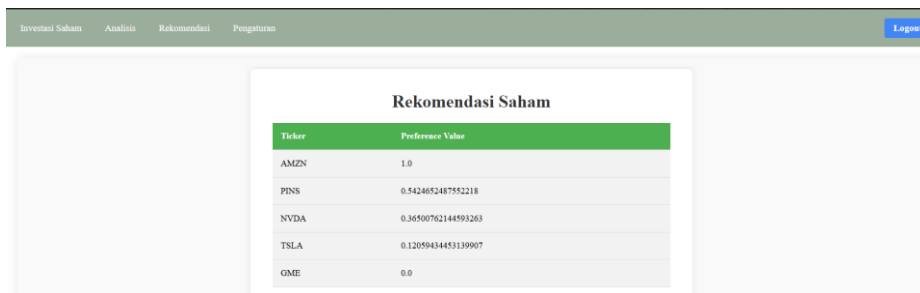 Investasi Saham Analisis Rekomendasi Pengaturan Logout
Rekomendasi Saham
Ticker Preference Value
AMZN 1.0
PINS 0.5424652487552218
NVDA 0.36500762144593263
TSLA 0.12059434453139907
GME 0.0